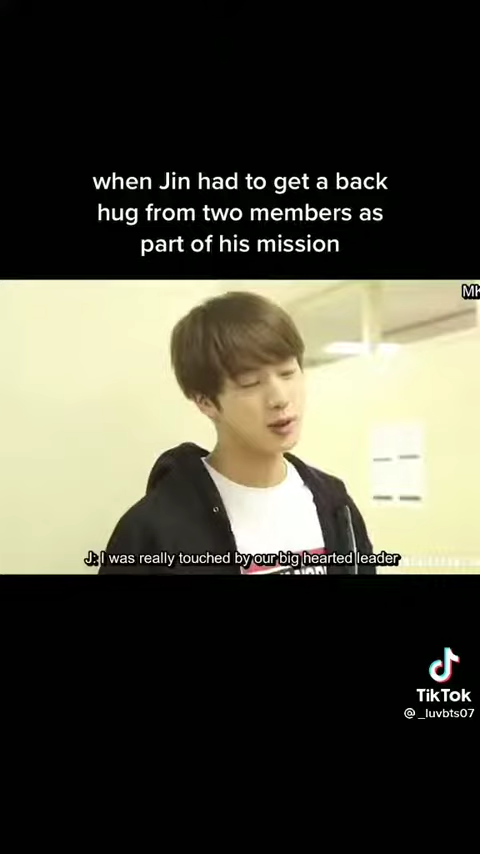 when Jin had to get a back
hug from two members as
part of his mission
MK
J: I was really touched by our big hearted leader
TikTok
@_luvbts07